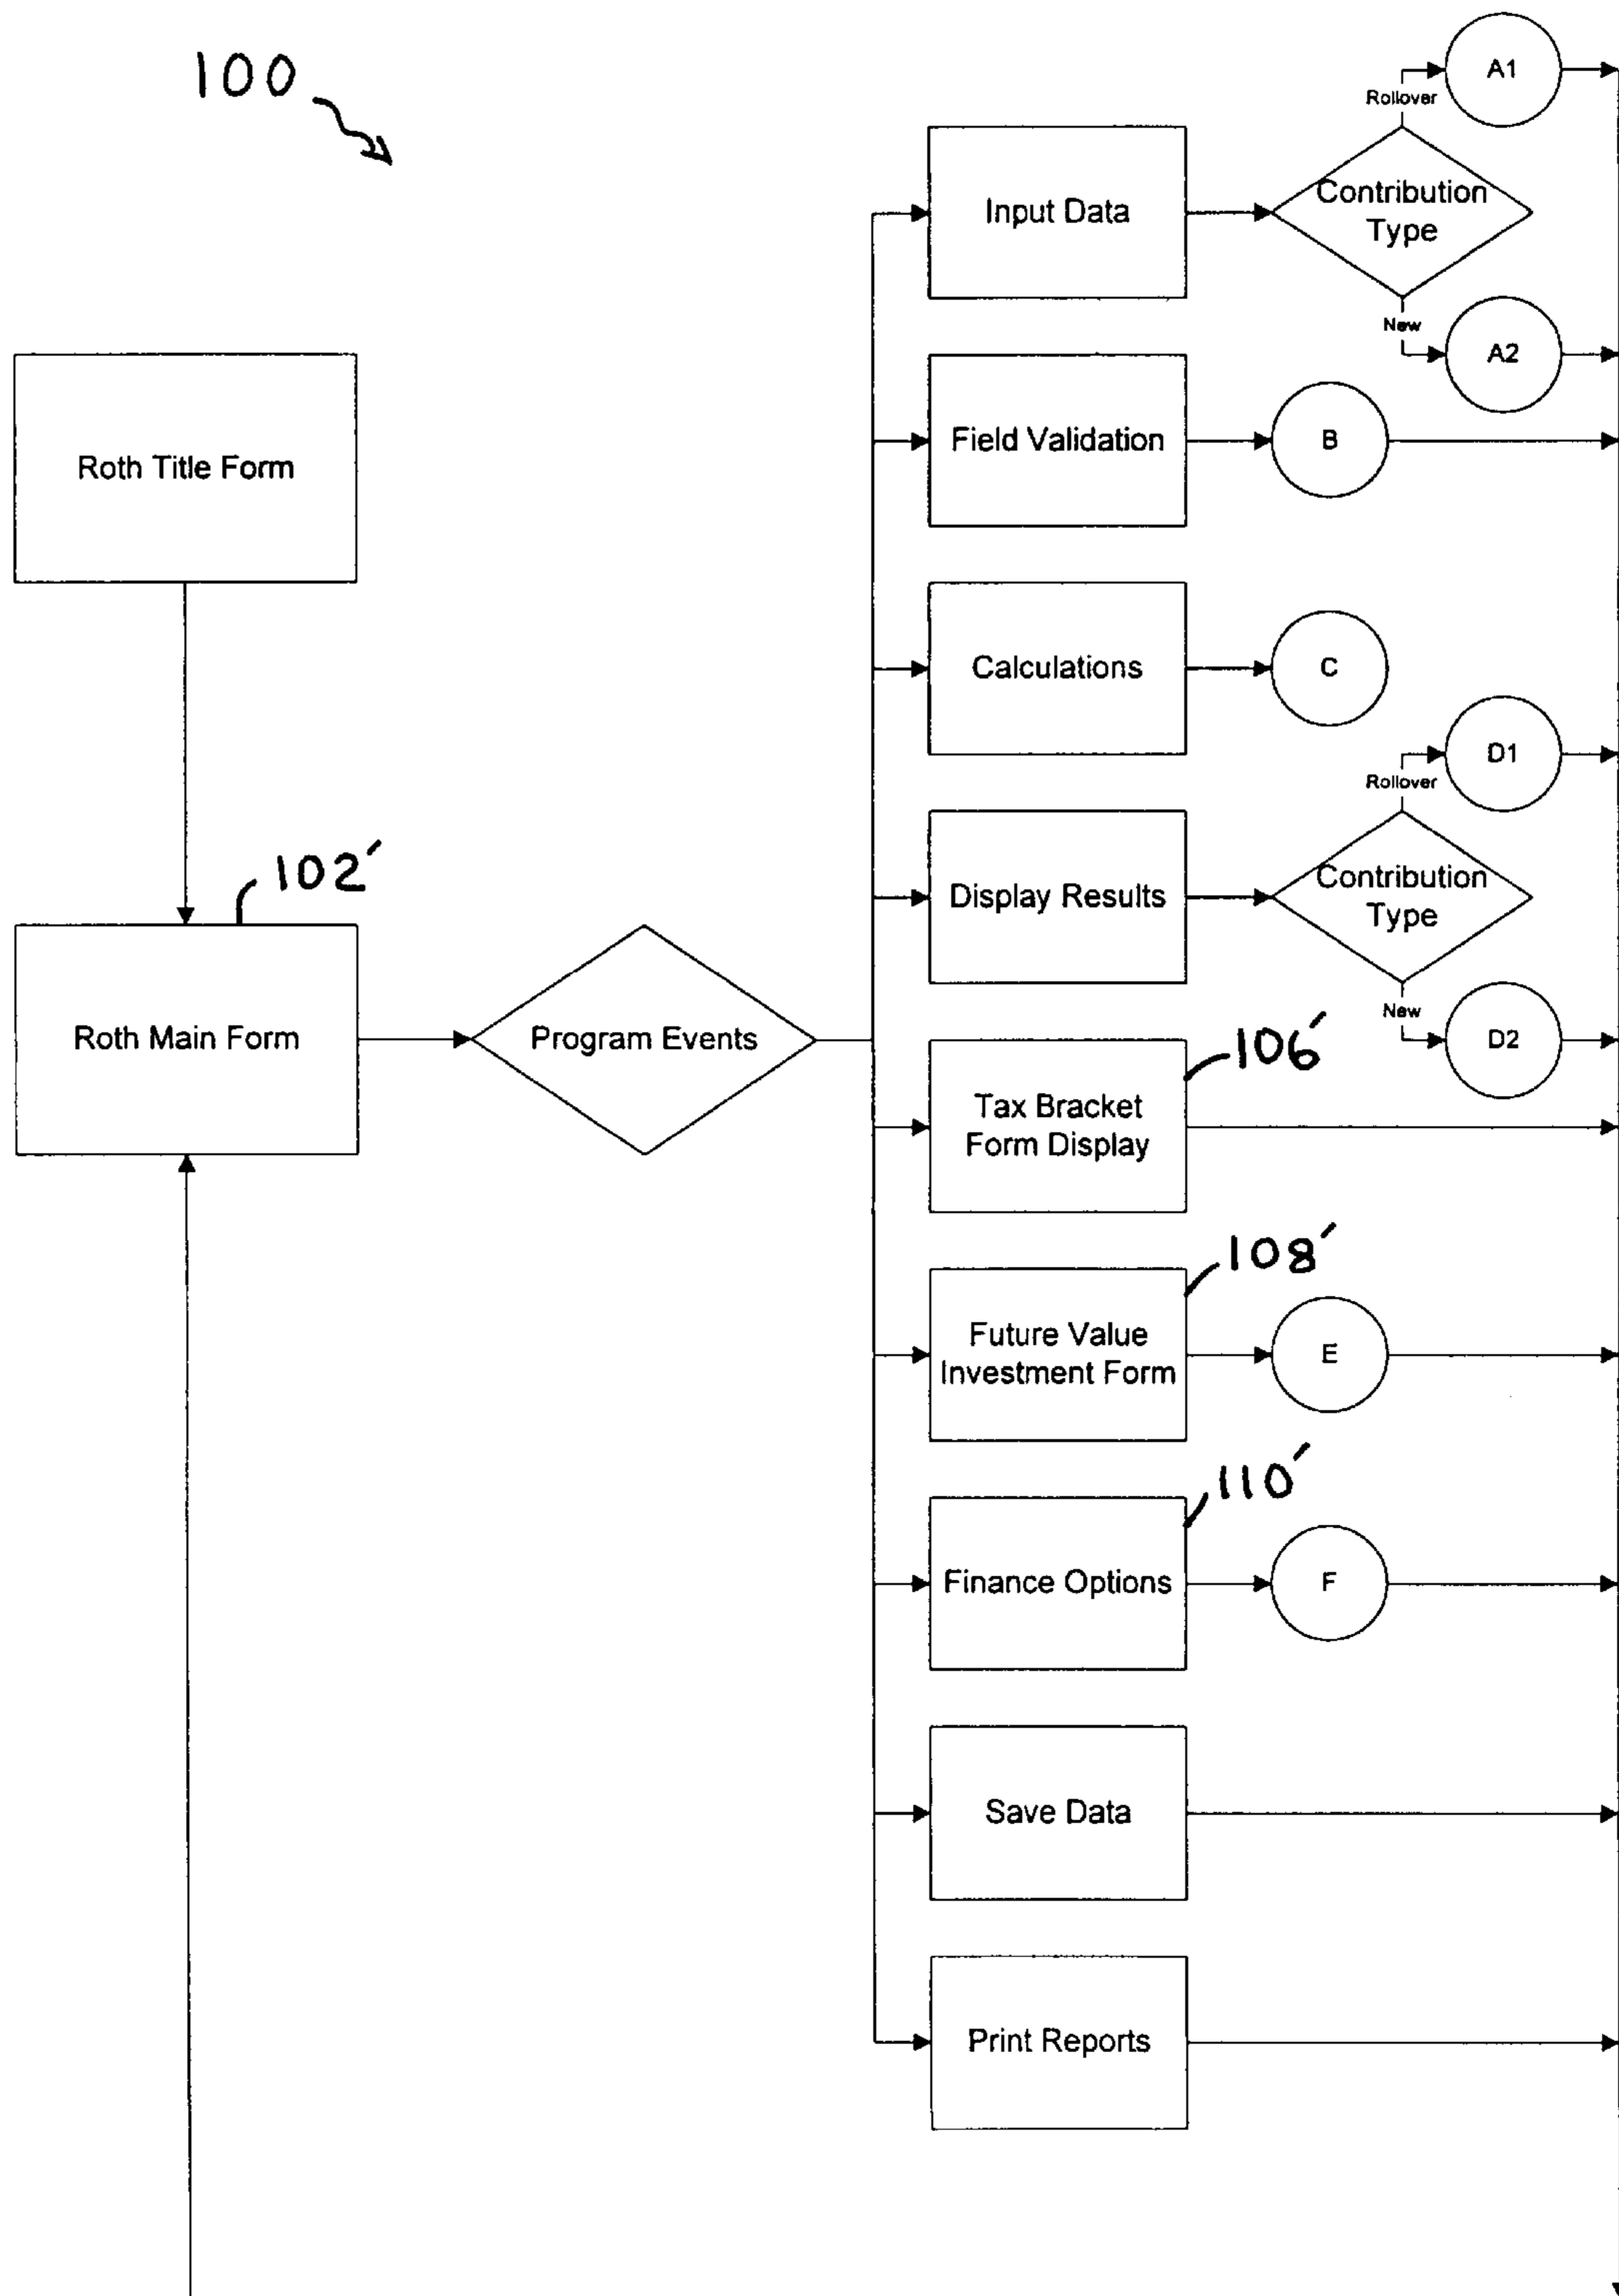 100
Rollover
A1
Input Data
Contribution
Type
New
A2
Roth Title Form
Field Validation
B
Calculations
C
Rollover
D1
102′
Display Results
Contribution
Type
New
D2
Roth Main Form
Program Events
106′
Tax Bracket
Form Display
108′
Future Value
Investment Form
E
110′
Finance Options
F
Save Data
Print Reports